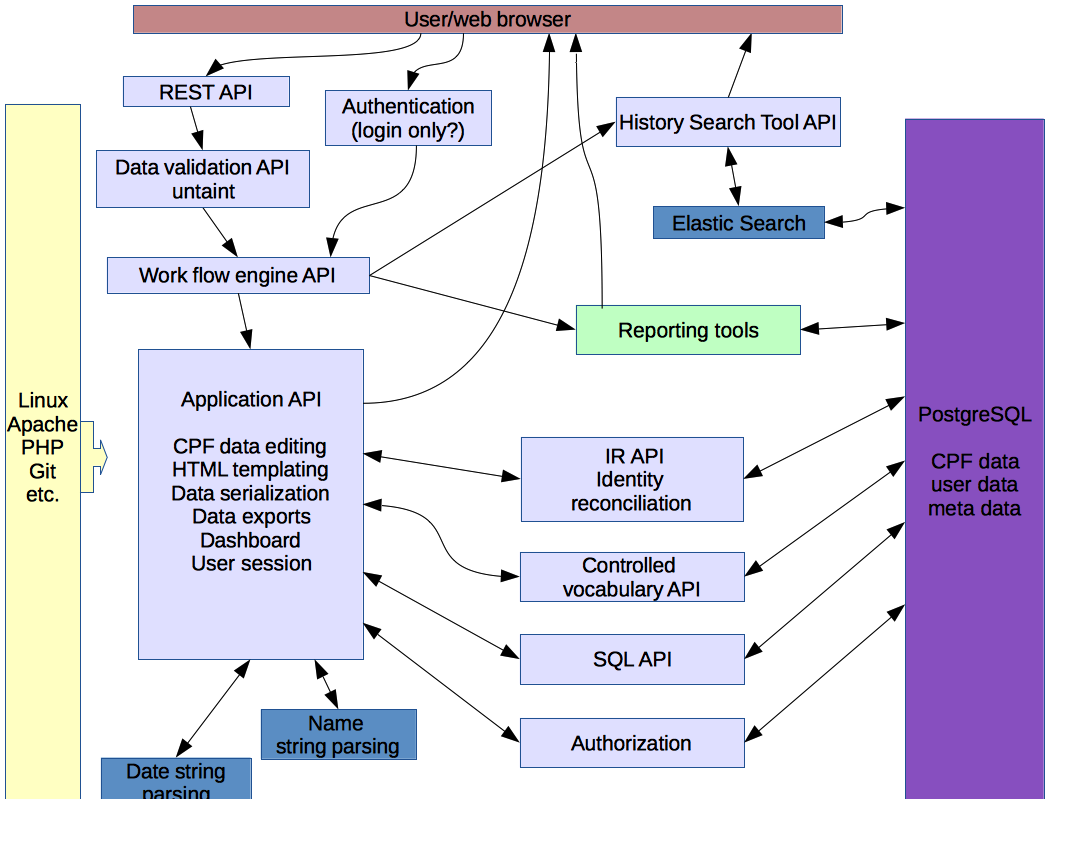 User/web browser
REST API
Authentication
(login only?)
History Search Tool API
Data validation API
untaint
Elastic Search
Work flow engine API
Reporting tools
Linux
Apache
PHP
Git
etc.
Application API
CPF data editing
HTML templating
Data serialization
Data exports
Dashboard
User session
IR API
Identity
reconciliation
Controlled
vocabulary API
SQL API
Authorization
PostgreSQL
CPF data
user data
meta data
Name
string parsing
Date string
parsing